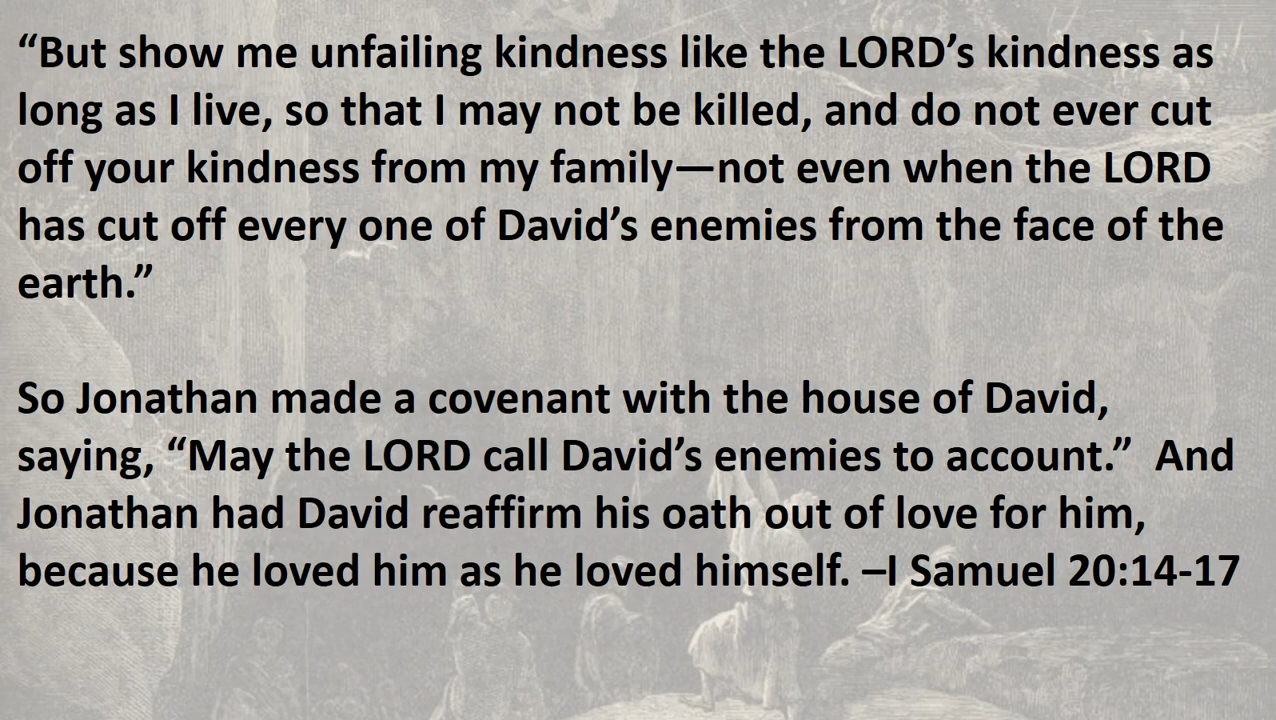 “But show me unfailing kindness like the LORD’s kindness as
long as I live, so that I may not be killed, and do not ever cut
off your kindness from my family—not even when the LORD
has cut off every one of David’s enemies from the face of the
earth.”
So Jonathan made a covenant with the house of David,
saying, “May the LORD call David’s enemies to account.”  And
Jonathan had David reaffirm his oath out of love for him,
because he loved him as he loved himself. –I Samuel 20:14-17